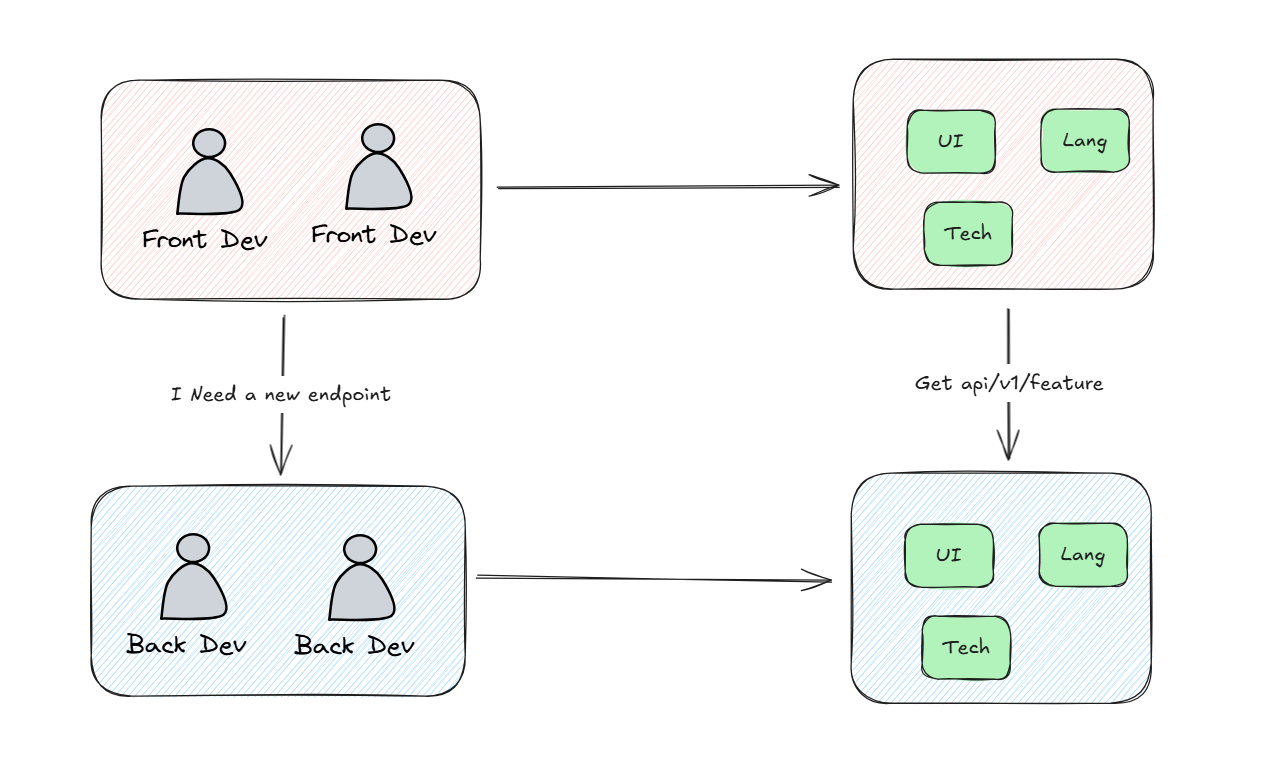 Front Dev
Front Dev
UI
Lang
Tech
I Need a new endpoint
Get api/v1/feature
Back Dev
Back Dev
UI
Lang
Tech